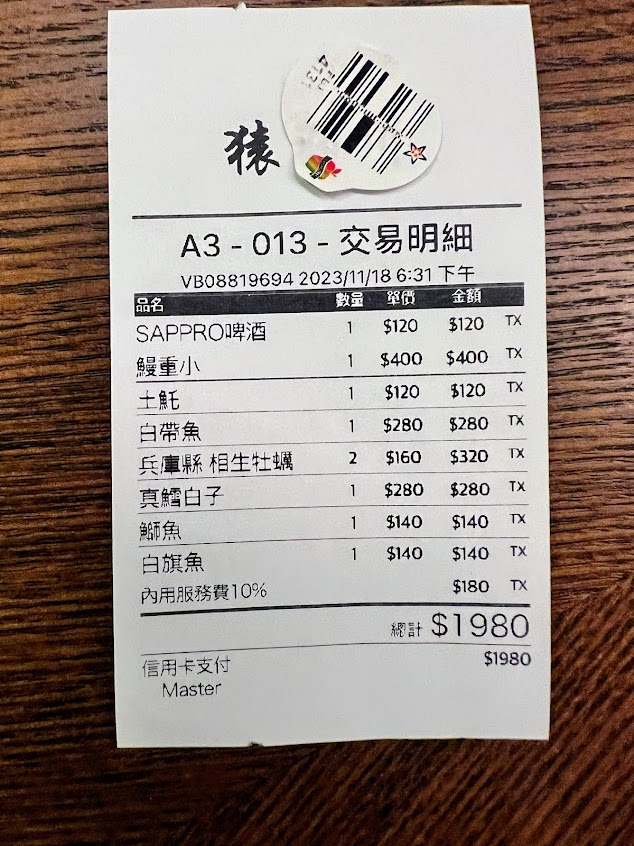 猿
4131
A3 - 013 - 交易明細
VB08819694 2023/11/18 6:31 下午
品名 數量 單價 金額
SAPPRO啤酒 1 $120 $120 TX
鰻重小 1 $400 $400 TX
土魠 1 $120 $120 TX
白帶魚 1 $280 $280 TX
兵庫縣 相生牡蠣 2 $160 $320 TX
真鱈白子 1 $280 $280 TX
鰤魚 1 $140 $140 TX
白旗魚 1 $140 $140 TX
內用服務費10% $180 TX
總計 $1980
信用卡支付 $1980
Master